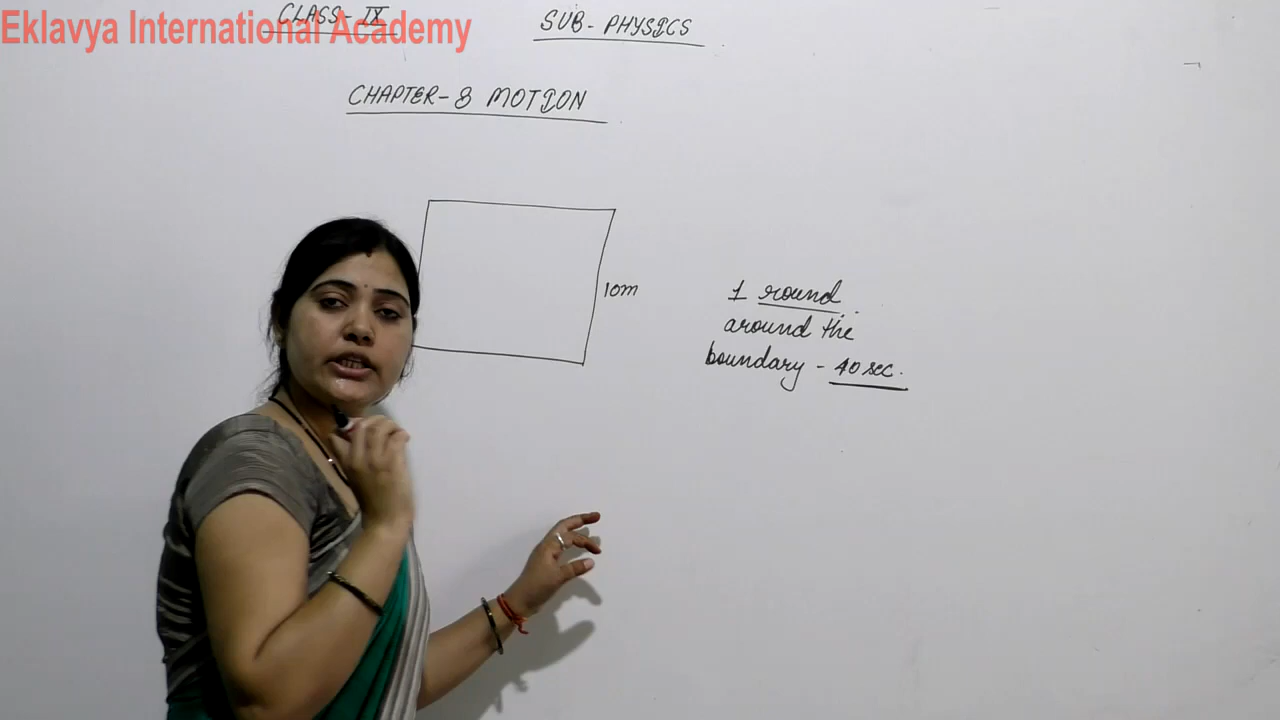 CLASS- IX
Eklavya International Academy
SUB- PHYSICS
CHAPTER-8 MOTION
10m
1 round
around the
boundary - 40 sec.